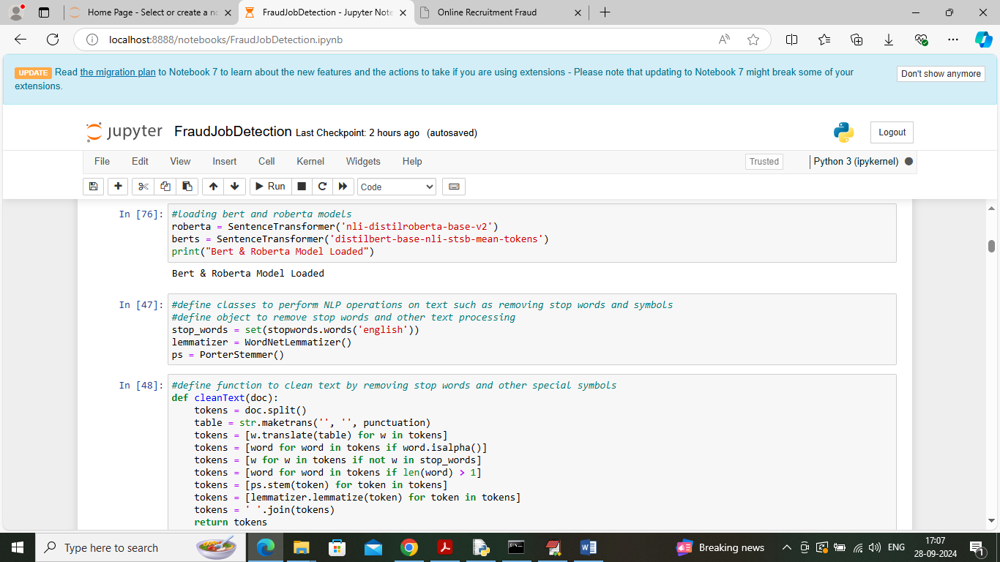 Home Page - Select or create a no
FraudJobDetection - Jupyter Note
Online Recruitment Fraud
localhost:8888/notebooks/FraudJobDetection.ipynb
UPDATE Read the migration plan to Notebook 7 to learn about the new features and the actions to take if you are using extensions - Please note that updating to Notebook 7 might break some of your
extensions.
Don't show anymore
jupyter FraudJobDetection Last Checkpoint: 2 hours ago (autosaved)
Logout
File Edit View Insert Cell Kernel Widgets Help
Trusted
Python 3 (ipykernel)
Run
Code
In [76]: #loading bert and roberta models
roberta = SentenceTransformer('nli-distilroberta-base-v2')
berts = SentenceTransformer('distilbert-base-nli-stsb-mean-tokens')
print("Bert & Roberta Model Loaded")
Bert & Roberta Model Loaded
In [47]: #define classes to perform NLP operations on text such as removing stop words and symbols
#define object to remove stop words and other text processing
stop_words = set(stopwords.words('english'))
lemmatizer = WordNetLemmatizer()
ps = PorterStemmer()
In [48]: #define function to clean text by removing stop words and other special symbols
def cleanText(doc):
    tokens = doc.split()
    table = str.maketrans('', '', punctuation)
    tokens = [w.translate(table) for w in tokens]
    tokens = [word for word in tokens if word.isalpha()]
    tokens = [w for w in tokens if not w in stop_words]
    tokens = [word for word in tokens if len(word) > 1]
    tokens = [ps.stem(token) for token in tokens]
    tokens = [lemmatizer.lemmatize(token) for token in tokens]
    tokens = ' '.join(tokens)
    return tokens
Type here to search
Breaking news
ENG
17:07
28-09-2024
1